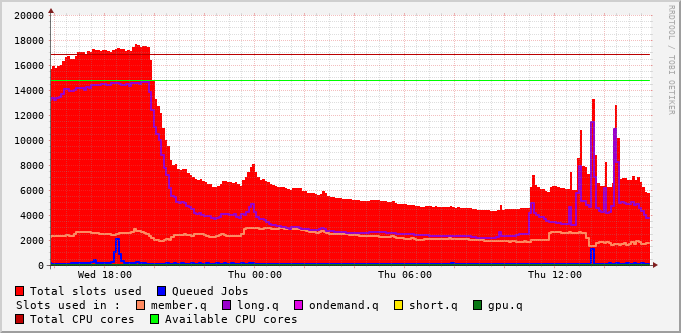 20000
18000
16000
14000
12000
10000
8000
6000
4000
2000
0
Wed 18:00 Thu 00:00 Thu 06:00 Thu 12:00
Total slots used Queued Jobs
Slots used in : member.q long.q ondemand.q short.q gpu.q
Total CPU cores Available CPU cores
RRDTOOL / TOBI OETIKER